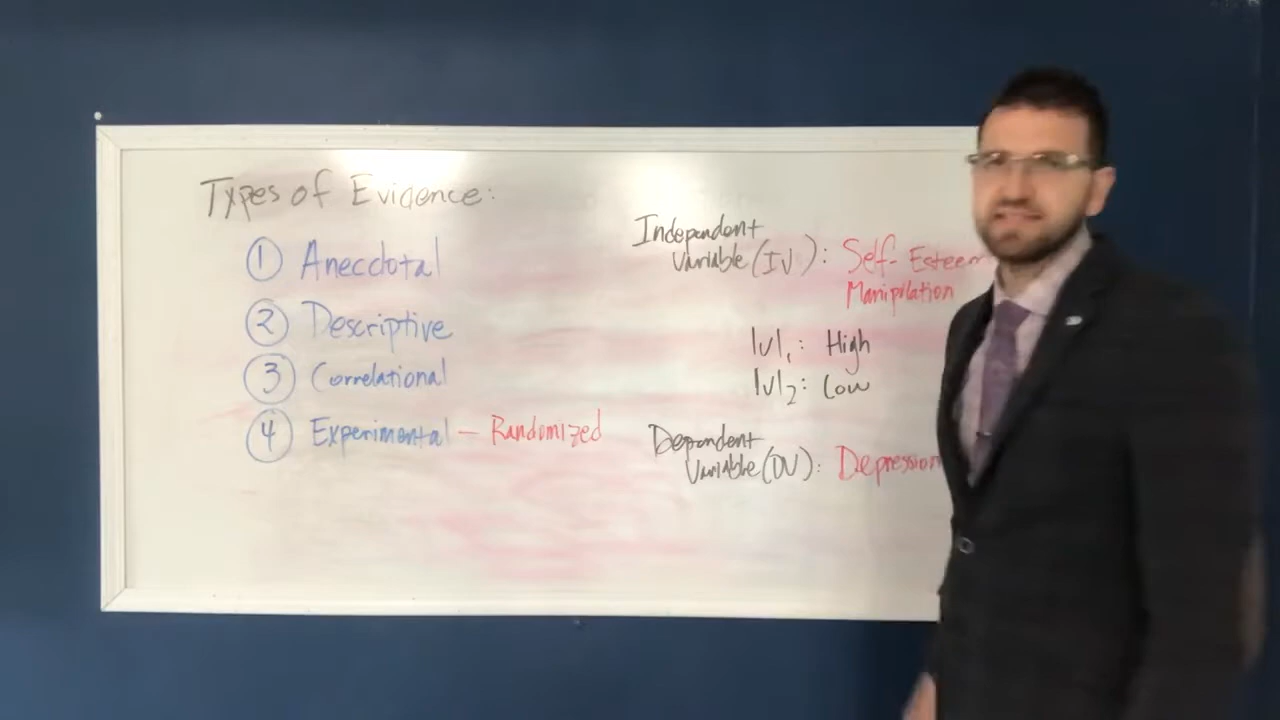 Types of Evidence:
① Anecdotal
② Descriptive
③ Correlational
④ Experimental — Randomized
Independent
Variable (IV): Self-Esteem
Manipilation
lvl₁: High
lvl₂: Low
Dependent
Variable (DV): Depression